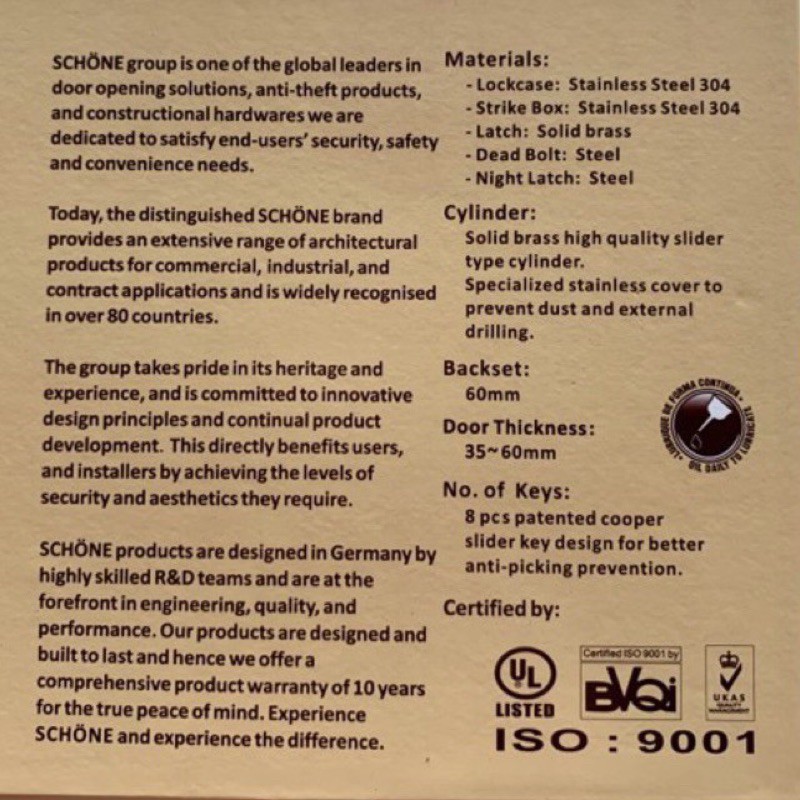 SCHÖNE group is one of the global leaders in
door opening solutions, anti-theft products,
and constructional hardwares we are
dedicated to satisfy end-users' security, safety
and convenience needs.
Today, the distinguished SCHÖNE brand
provides an extensive range of architectural
products for commercial, industrial, and
contract applications and is widely recognised
in over 80 countries.
The group takes pride in its heritage and
experience, and is committed to innovative
design principles and continual product
development. This directly benefits users,
and installers by achieving the levels of
security and aesthetics they require.
SCHÖNE products are designed in Germany by
highly skilled R&D teams and are at the
forefront in engineering, quality, and
performance. Our products are designed and
built to last and hence we offer a
comprehensive product warranty of 10 years
for the true peace of mind. Experience
SCHÖNE and experience the difference.
Materials:
- Lockcase: Stainless Steel 304
- Strike Box: Stainless Steel 304
- Latch: Solid brass
- Dead Bolt: Steel
- Night Latch: Steel
Cylinder:
Solid brass high quality slider
type cylinder.
Specialized stainless cover to
prevent dust and external
drilling.
Backset:
60mm
Door Thickness:
35~60mm
No. of Keys:
8 pcs patented cooper
slider key design for better
anti-picking prevention.
DE FORMA CONTINUA
OIL DAILY TO LUBRICATE
Certified by:
UL
LISTED
Certified ISO 9001 by
BVQi
UKAS
QUALITY
MANAGEMENT
ISO : 9001